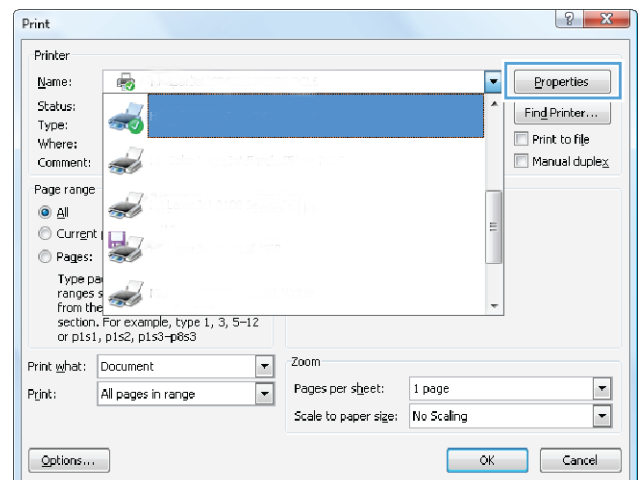 Print
Printer
Name:
Properties
Status:
Find Printer...
Type:
Print to file
Where:
Manual duplex
Comment:
Page range
All
Current
Pages:
Type pa
ranges s
from the
section. For example, type 1, 3, 5–12
or p1s1, p1s2, p1s3–p8s3
Print what: Document
Print: All pages in range
Zoom
Pages per sheet: 1 page
Scale to paper size: No Scaling
Options...
OK
Cancel